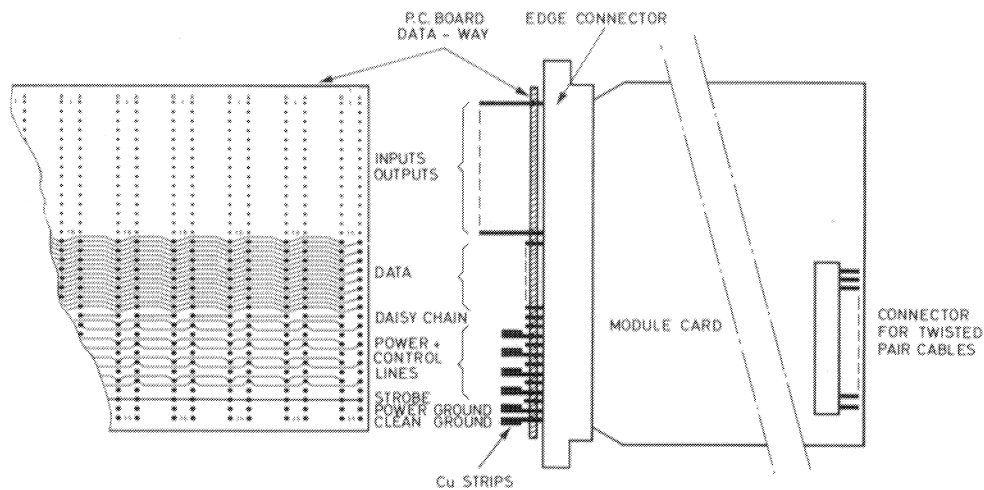 P.C. BOARD
DATA - WAY
EDGE CONNECTOR
INPUTS
OUTPUTS
DATA
DAISY CHAIN
POWER +
CONTROL
LINES
STROBE
POWER GROUND
CLEAN GROUND
MODULE CARD
CONNECTOR
FOR TWISTED
PAIR CABLES
Cu STRIPS